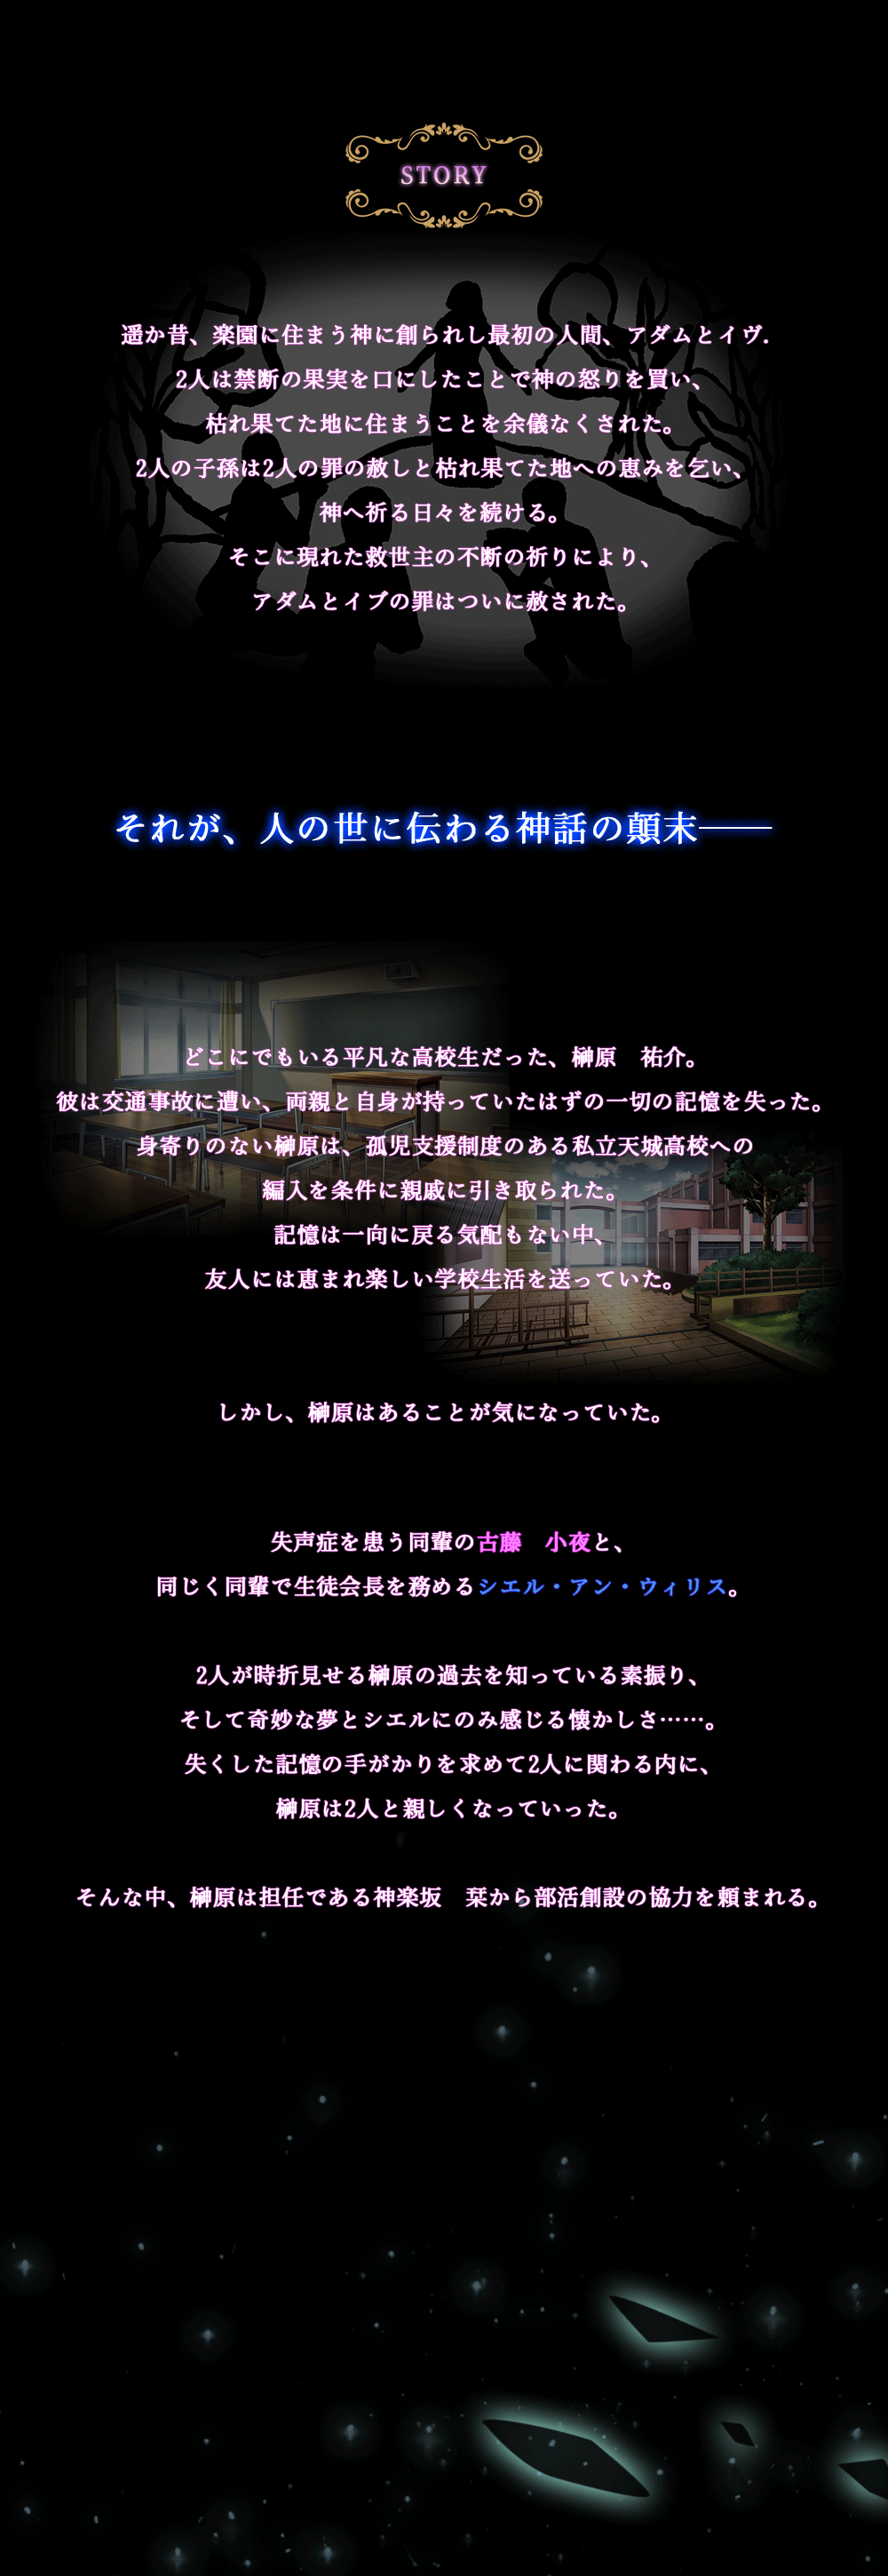 STORY
遥か昔、楽園に住まう神に創られし最初の人間、アダムとイヴ.
2人は禁断の果実を口にしたことで神の怒りを買い、
枯れ果てた地に住まうことを余儀なくされた。
2人の子孫は2人の罪の赦しと枯れ果てた地への恵みを乞い、
神へ祈る日々を続ける。
そこに現れた救世主の不断の祈りにより、
アダムとイブの罪はついに赦された。
それが、人の世に伝わる神話の顛末――
どこにでもいる平凡な高校生だった、榊原　祐介。
彼は交通事故に遭い、両親と自身が持っていたはずの一切の記憶を失った。
身寄りのない榊原は、孤児支援制度のある私立天城高校への
編入を条件に親戚に引き取られた。
記憶は一向に戻る気配もない中、
友人には恵まれ楽しい学校生活を送っていた。
しかし、榊原はあることが気になっていた。
失声症を患う同輩の古藤　小夜と、
同じく同輩で生徒会長を務めるシエル・アン・ウィリス。
2人が時折見せる榊原の過去を知っている素振り、
そして奇妙な夢とシエルにのみ感じる懐かしさ……。
失くした記憶の手がかりを求めて2人に関わる内に、
榊原は2人と親しくなっていった。
そんな中、榊原は担任である神楽坂　栞から部活創設の協力を頼まれる。